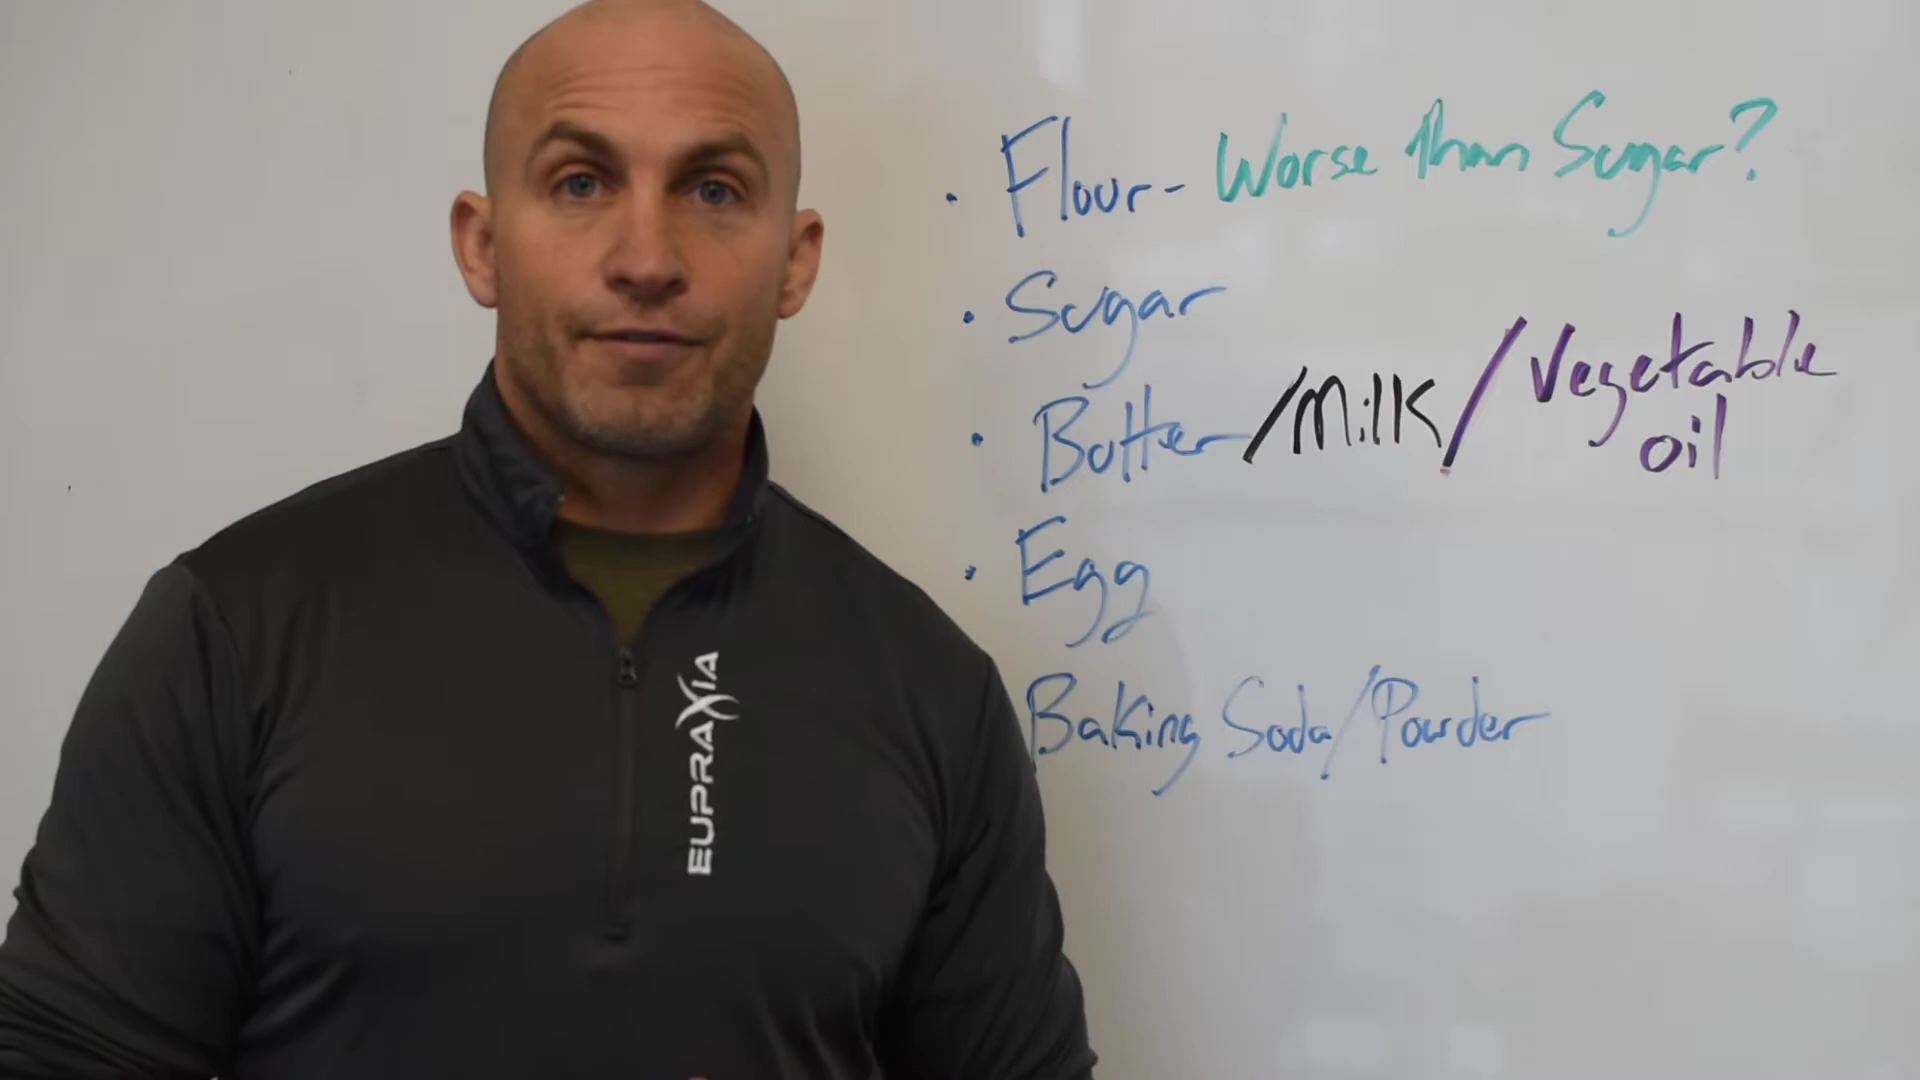 · Flour - Worse than Sugar?
· Sugar
· Butter/Milk/Vegetable
oil
· Egg
Baking Soda/Powder
EUPRAXIA